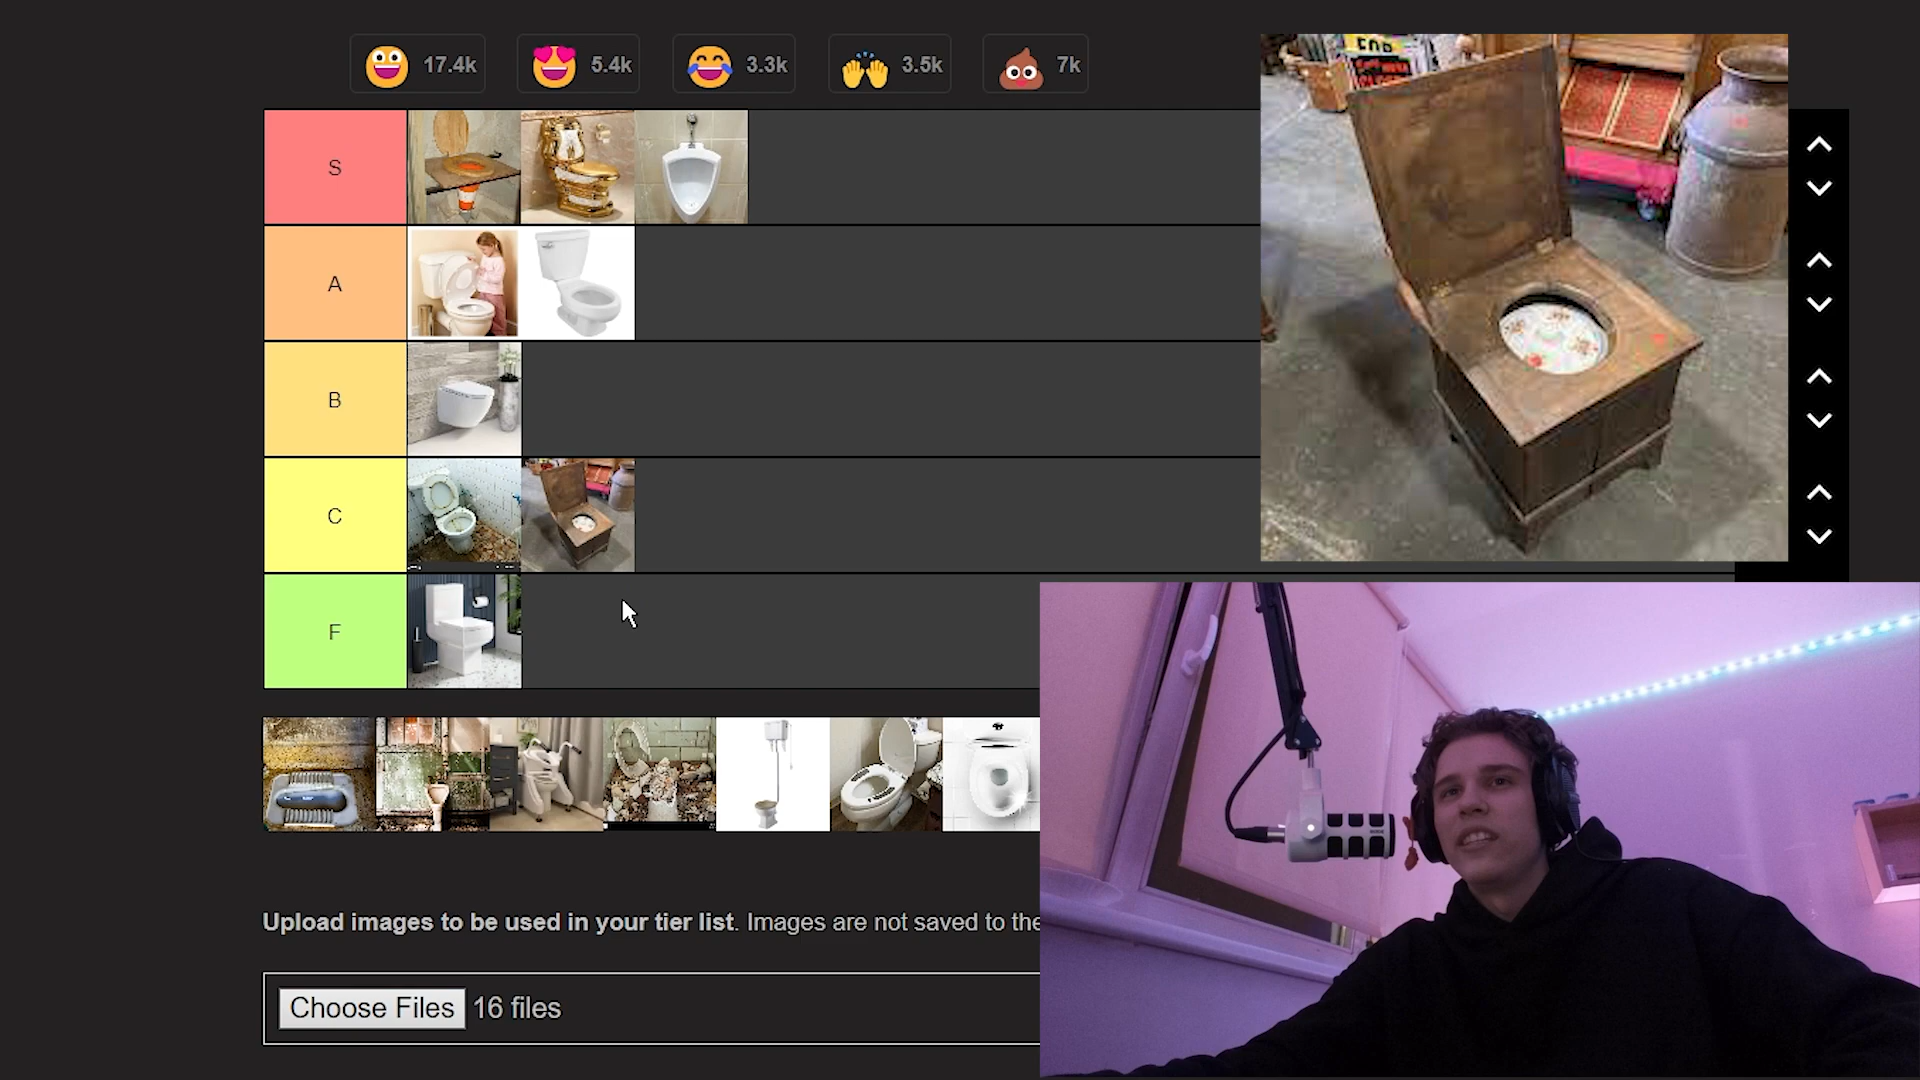 17.4k 5.4k 3.3k 3.5k 7k
S
A
B
C
F
Upload images to be used in your tier list. Images are not saved to the
Choose Files 16 files